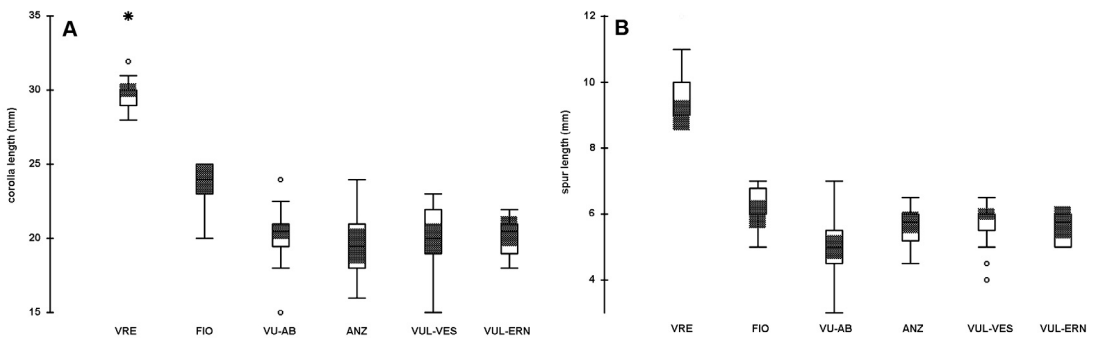 A
corolla length (mm)
35
30
25
20
15
VRE FIO VU-AB ANZ VUL-VES VUL-ERN
B
spur length (mm)
12
10
8
6
4
VRE FIO VU-AB ANZ VUL-VES VUL-ERN